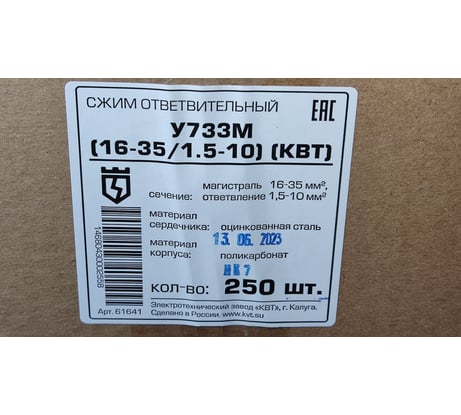 СЖИМ ОТВЕТВИТЕЛЬНЫЙ
ЕАС
У733М
(16-35/1.5-10) (КВТ)
магистраль 16-35 мм²,
сечение: ответвление 1,5-10 мм²
материал
сердечника: оцинкованная сталь
13.06.2023
материал
корпуса: поликарбонат
КОЛ-ВО: 250 шт.
Электротехнический завод «КВТ», г. Калуга.
Арт. 61641
Сделано в России. www.kvt.su